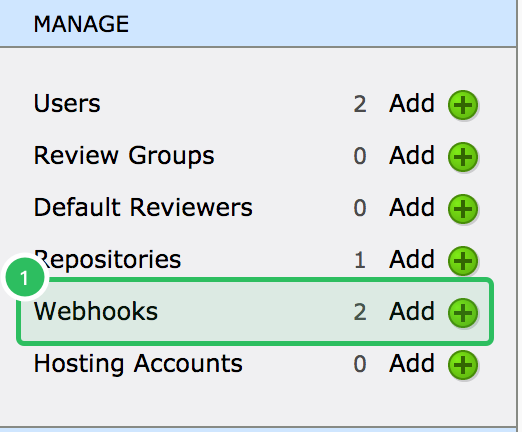 MANAGE
Users 2 Add
Review Groups 0 Add
Default Reviewers 0 Add
Repositories 1 Add
1
Webhooks 2 Add
Hosting Accounts 0 Add